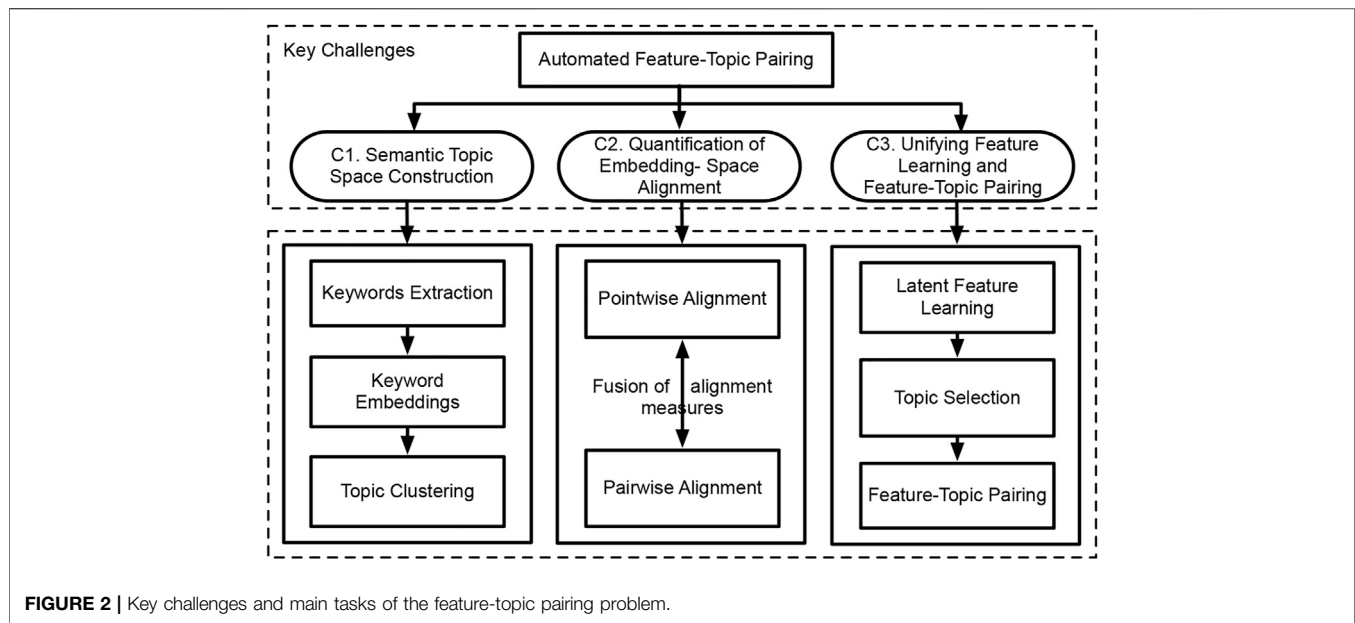 Key Challenges
Automated Feature-Topic Pairing
C1. Semantic Topic
Space Construction
C2. Quantification of
Embedding- Space
Alignment
C3. Unifying Feature
Learning and
Feature-Topic Pairing
Keywords Extraction
Keyword
Embeddings
Topic Clustering
Pointwise Alignment
Fusion of alignment
measures
Pairwise Alignment
Latent Feature
Learning
Topic Selection
Feature-Topic Pairing
FIGURE 2 | Key challenges and main tasks of the feature-topic pairing problem.